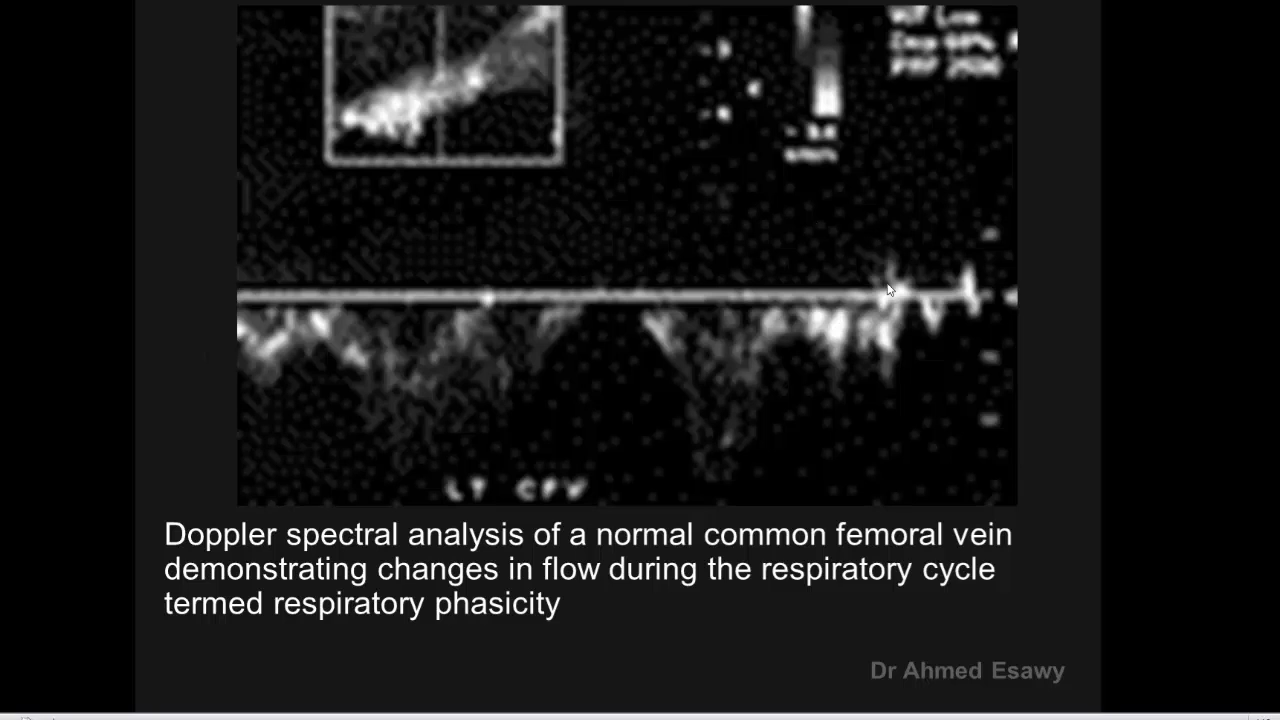 LT CFV
Doppler spectral analysis of a normal common femoral vein
demonstrating changes in flow during the respiratory cycle
termed respiratory phasicity
Dr Ahmed Esawy